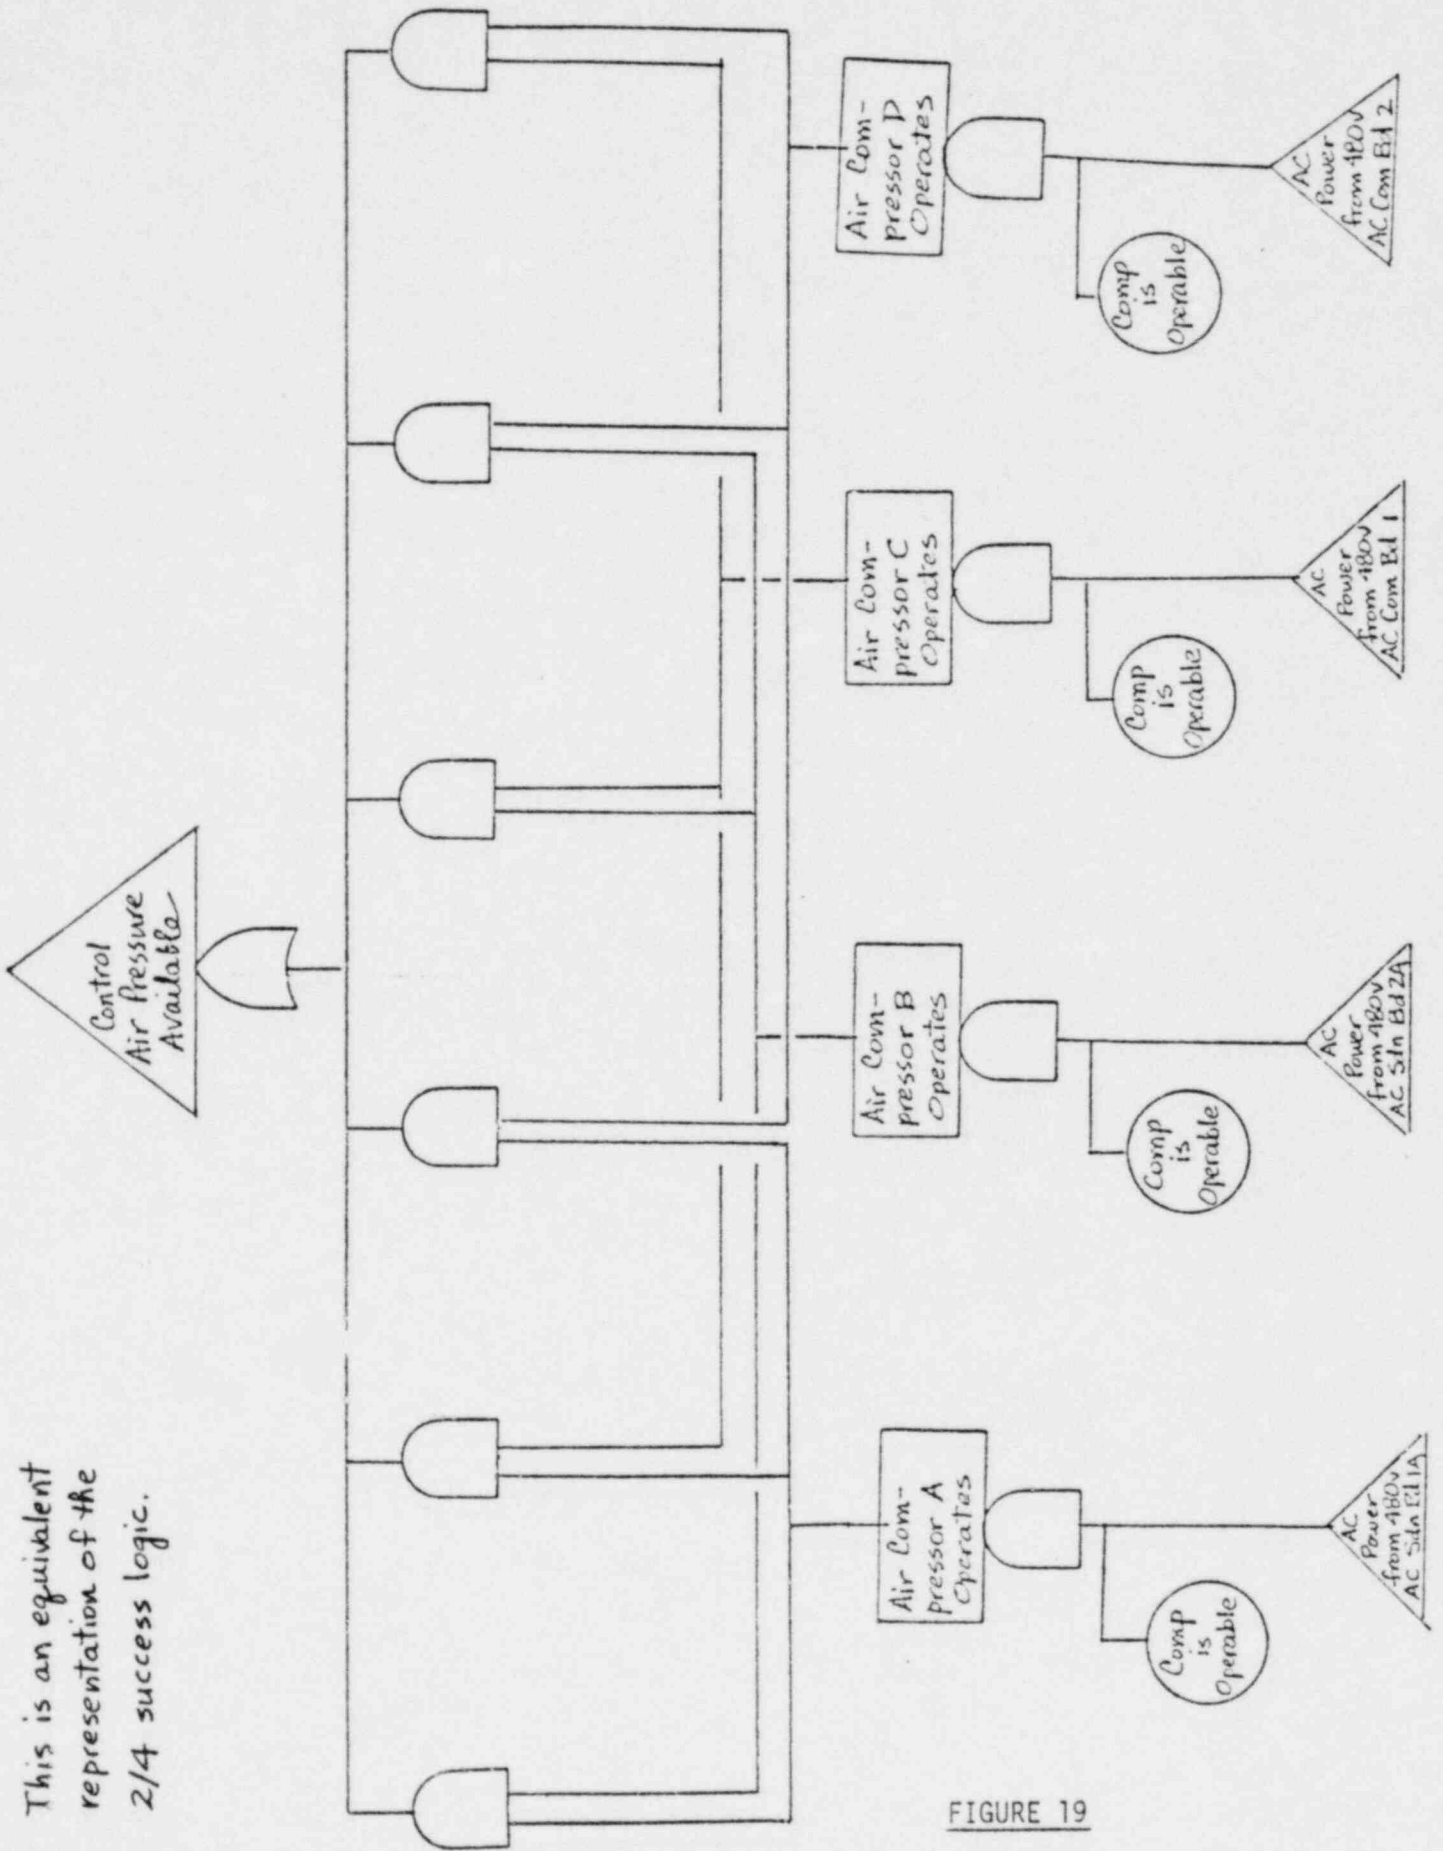 This is an equivalent
representation of the
2/4 success logic.
Control
Air Pressure
Available
Air Com-
pressor A
Operates
Air Com-
pressor B
Operates
Air Com-
pressor C
Operates
Air Com-
pressor D
Operates
Comp
is
Operable
Comp
is
Operable
Comp
is
Operable
Comp
is
Operable
AC
Power
from 480v
AC Sdn Bd 1A
AC
Power
from 480v
AC Sdn Bd 2A
AC
Power
from 480v
AC Com Bd 1
AC
Power
from 480v
AC Com Bd 2
FIGURE 19